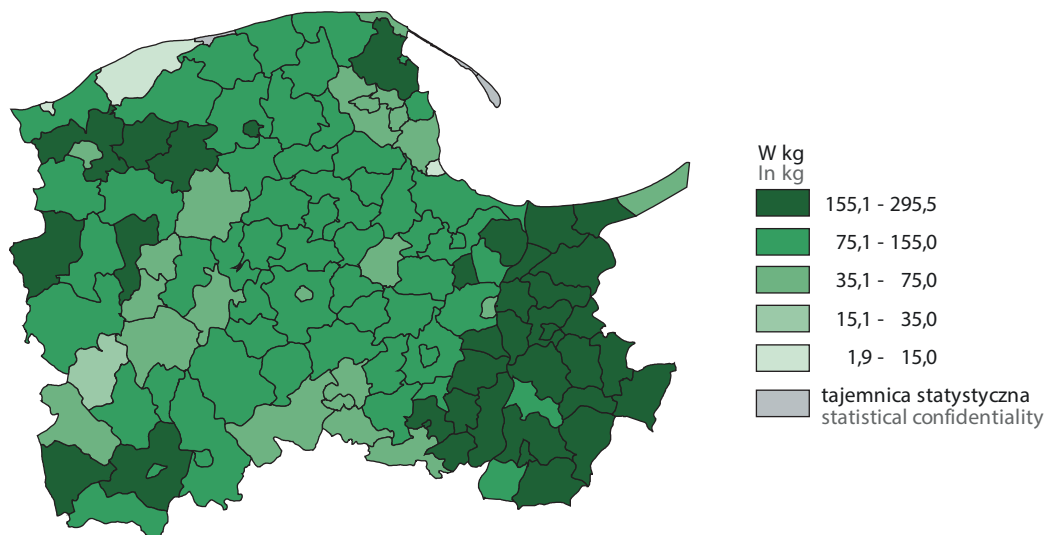 W kg
In kg
155,1 - 295,5
75,1 - 155,0
35,1 - 75,0
15,1 - 35,0
1,9 - 15,0
tajemnica statystyczna
statistical confidentiality